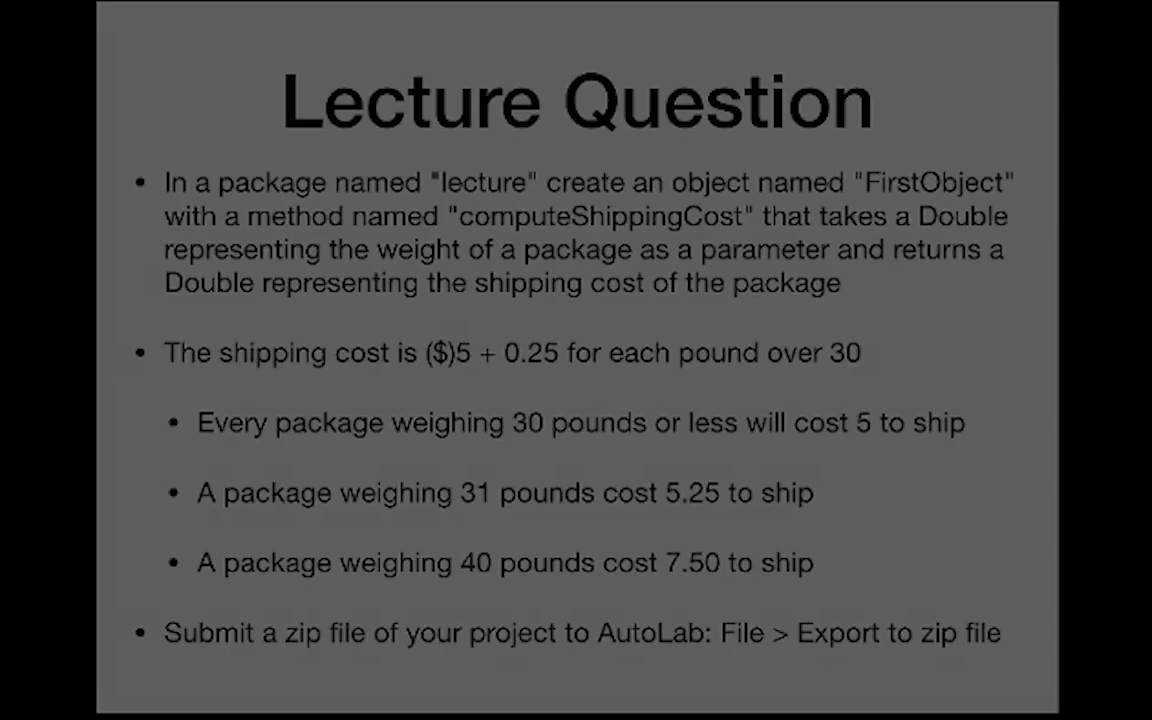 Lecture Question
• In a package named "lecture" create an object named "FirstObject"
with a method named "computeShippingCost" that takes a Double
representing the weight of a package as a parameter and returns a
Double representing the shipping cost of the package
• The shipping cost is ($)5 + 0.25 for each pound over 30
• Every package weighing 30 pounds or less will cost 5 to ship
• A package weighing 31 pounds cost 5.25 to ship
• A package weighing 40 pounds cost 7.50 to ship
• Submit a zip file of your project to AutoLab: File > Export to zip file